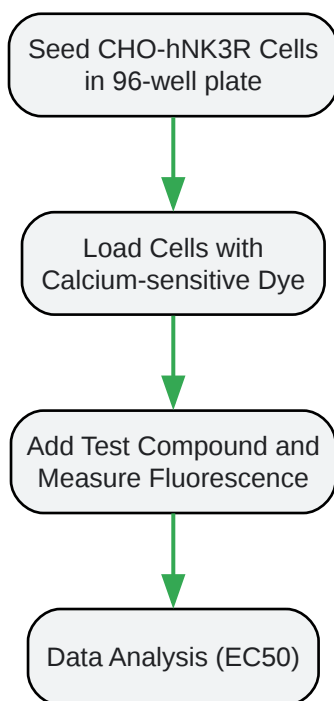 Seed CHO-hNK3R Cells
in 96-well plate
Load Cells with
Calcium-sensitive Dye
Add Test Compound and
Measure Fluorescence
Data Analysis (EC50)